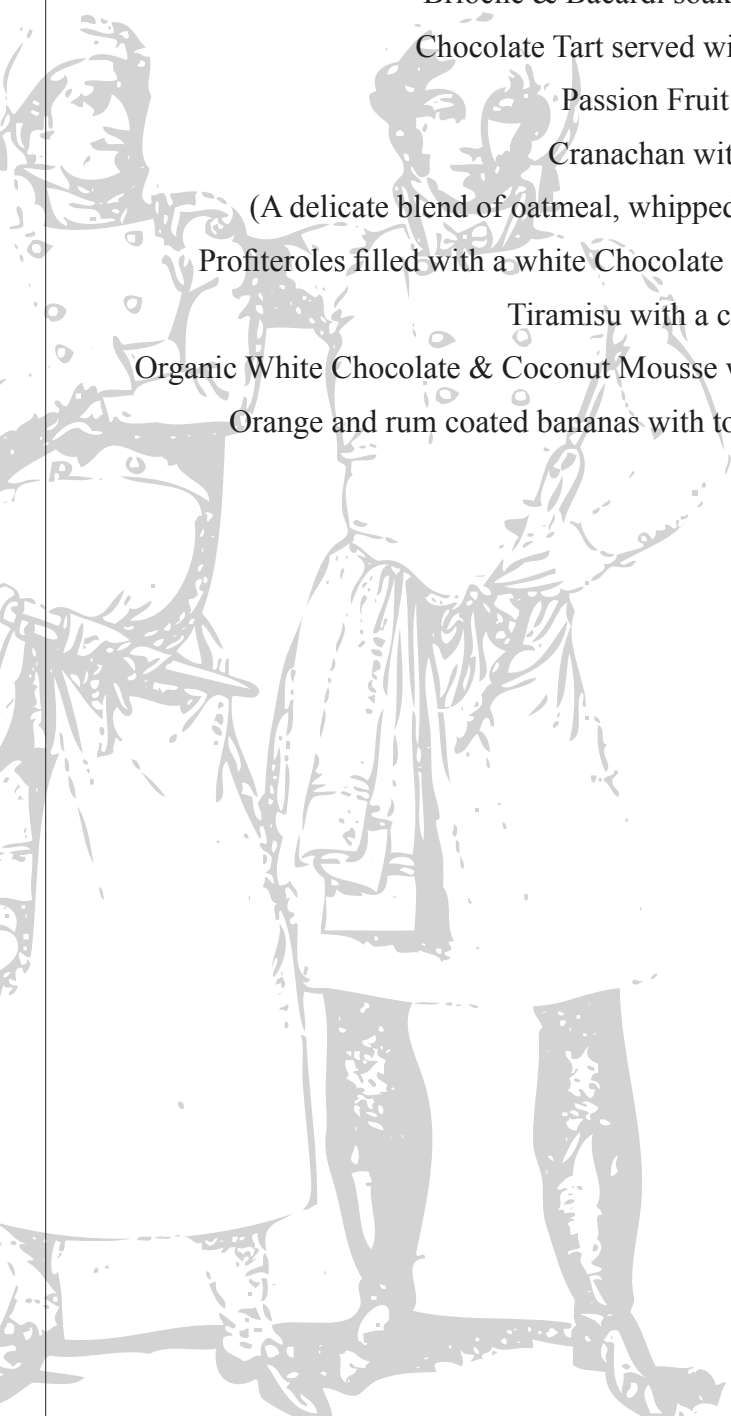 Brioche & Bacardi soak
Chocolate Tart served wi
Passion Fruit
Cranachan wit
(A delicate blend of oatmeal, whipped
Profiteroles filled with a white Chocolate
Tiramisu with a c
Organic White Chocolate & Coconut Mousse
Orange and rum coated bananas with to